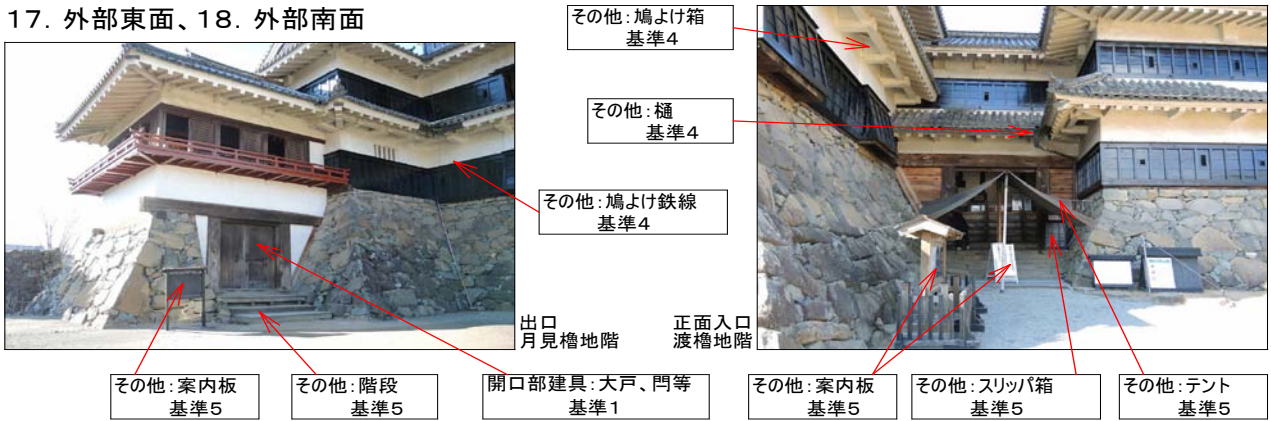 17．外部東面、18．外部南面
その他：鳩よけ箱
基準4
その他：樋
基準4
その他：鳩よけ鉄線
基準4
出口
月見櫓地階
正面入口
渡櫓地階
その他：案内板
基準5
その他：階段
基準5
開口部建具：大戸、閂等
基準1
その他：案内板
基準5
その他：スリッパ箱
基準5
その他：テント
基準5